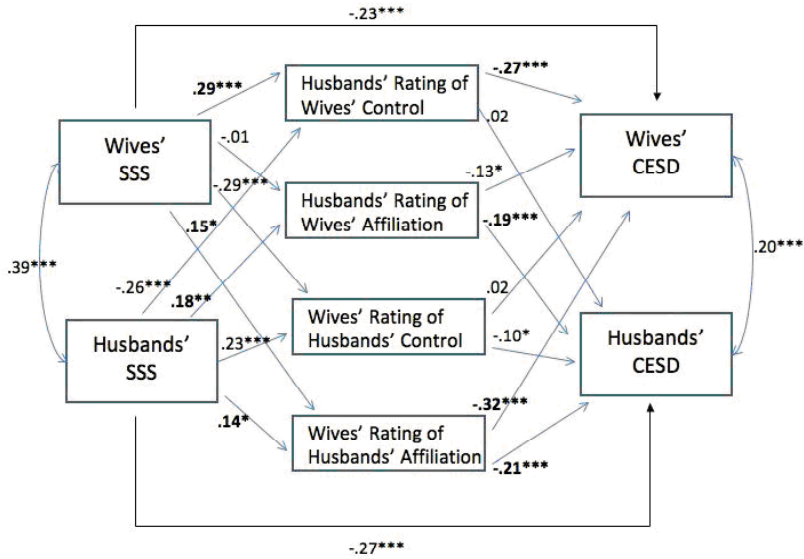 -.23***
.29***
Husbands' Rating of
Wives' Control
-.27***
.02
Wives'
SSS
-.01
Wives'
CESD
-.29***
Husbands' Rating of
Wives' Affiliation
-.13*
.15*
-.19***
.39***
.20***
-.26***
.18**
Wives' Rating of
Husbands' Control
.02
Husbands'
SSS
.23***
-.10*
Husbands'
CESD
.14*
Wives' Rating of
Husbands' Affiliation
-.32***
-.21***
-.27***